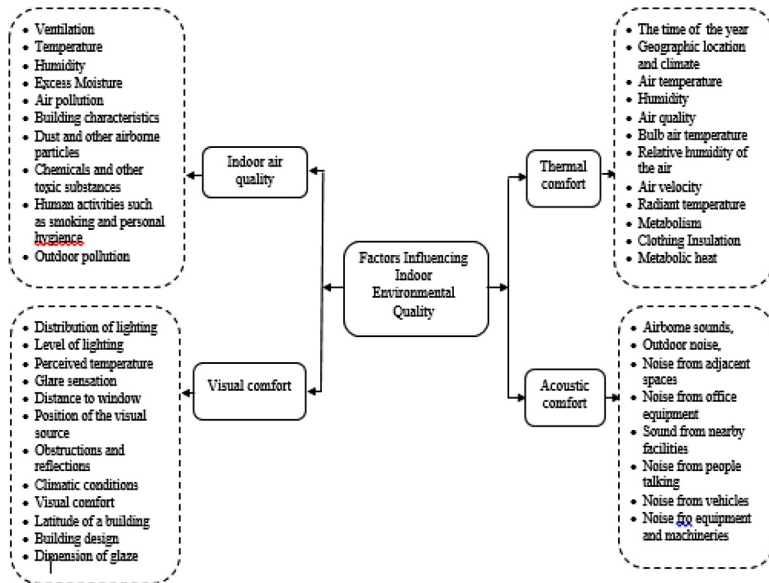 Ventilation
Temperature
Humidity
Excess Moisture
Air pollution
Building characteristics
Dust and other airborne
particles
Chemicals and other
toxic substances
Human activities such
as smoking and personal
hygience
Outdoor pollution
Indoor air
quality
Distribution of lighting
Level of lighting
Perceived temperature
Glare sensation
Distance to window
Position of the visual
source
Obstructions and
reflections
Climatic conditions
Visual comfort
Latitude of a building
Building design
Dimension of glaze
Visual comfort
Factors Influencing
Indoor
Environmental
Quality
Thermal
comfort
The time of the year
Geographic location
and climate
Air temperature
Humidity
Air quality
Bulb air temperature
Relative humidity of
the air
Air velocity
Radiant temperature
Metabolism
Clothing Insulation
Metabolic heat
Acoustic
comfort
Airborne sounds,
Outdoor noise,
Noise from adjacent
spaces
Noise from office
equipment
Sound from nearby
facilities
Noise from people
talking
Noise from vehicles
Noise fro equipment
and machineries